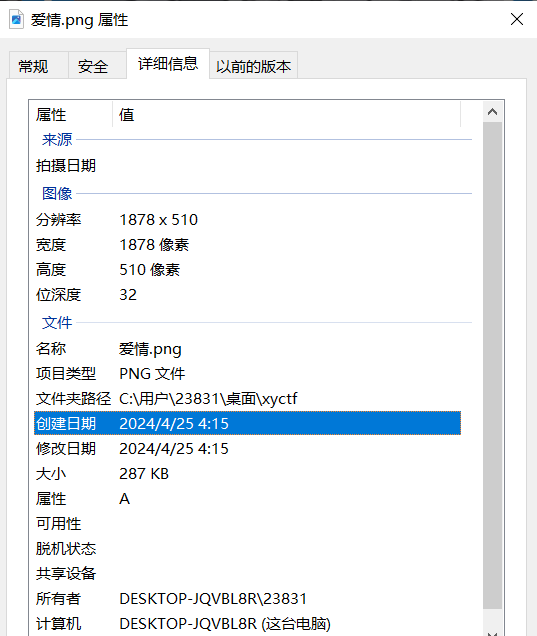 爱情.png 属性
常规 安全 详细信息 以前的版本
属性 值
来源
拍摄日期
图像
分辨率 1878 x 510
宽度 1878 像素
高度 510 像素
位深度 32
文件
名称 爱情.png
项目类型 PNG 文件
文件夹路径 C:\用户\23831\桌面\xyctf
创建日期 2024/4/25 4:15
修改日期 2024/4/25 4:15
大小 287 KB
属性 A
可用性
脱机状态
共享设备
所有者 DESKTOP-JQVBL8R\23831
计算机 DESKTOP-JQVBL8R (这台电脑)